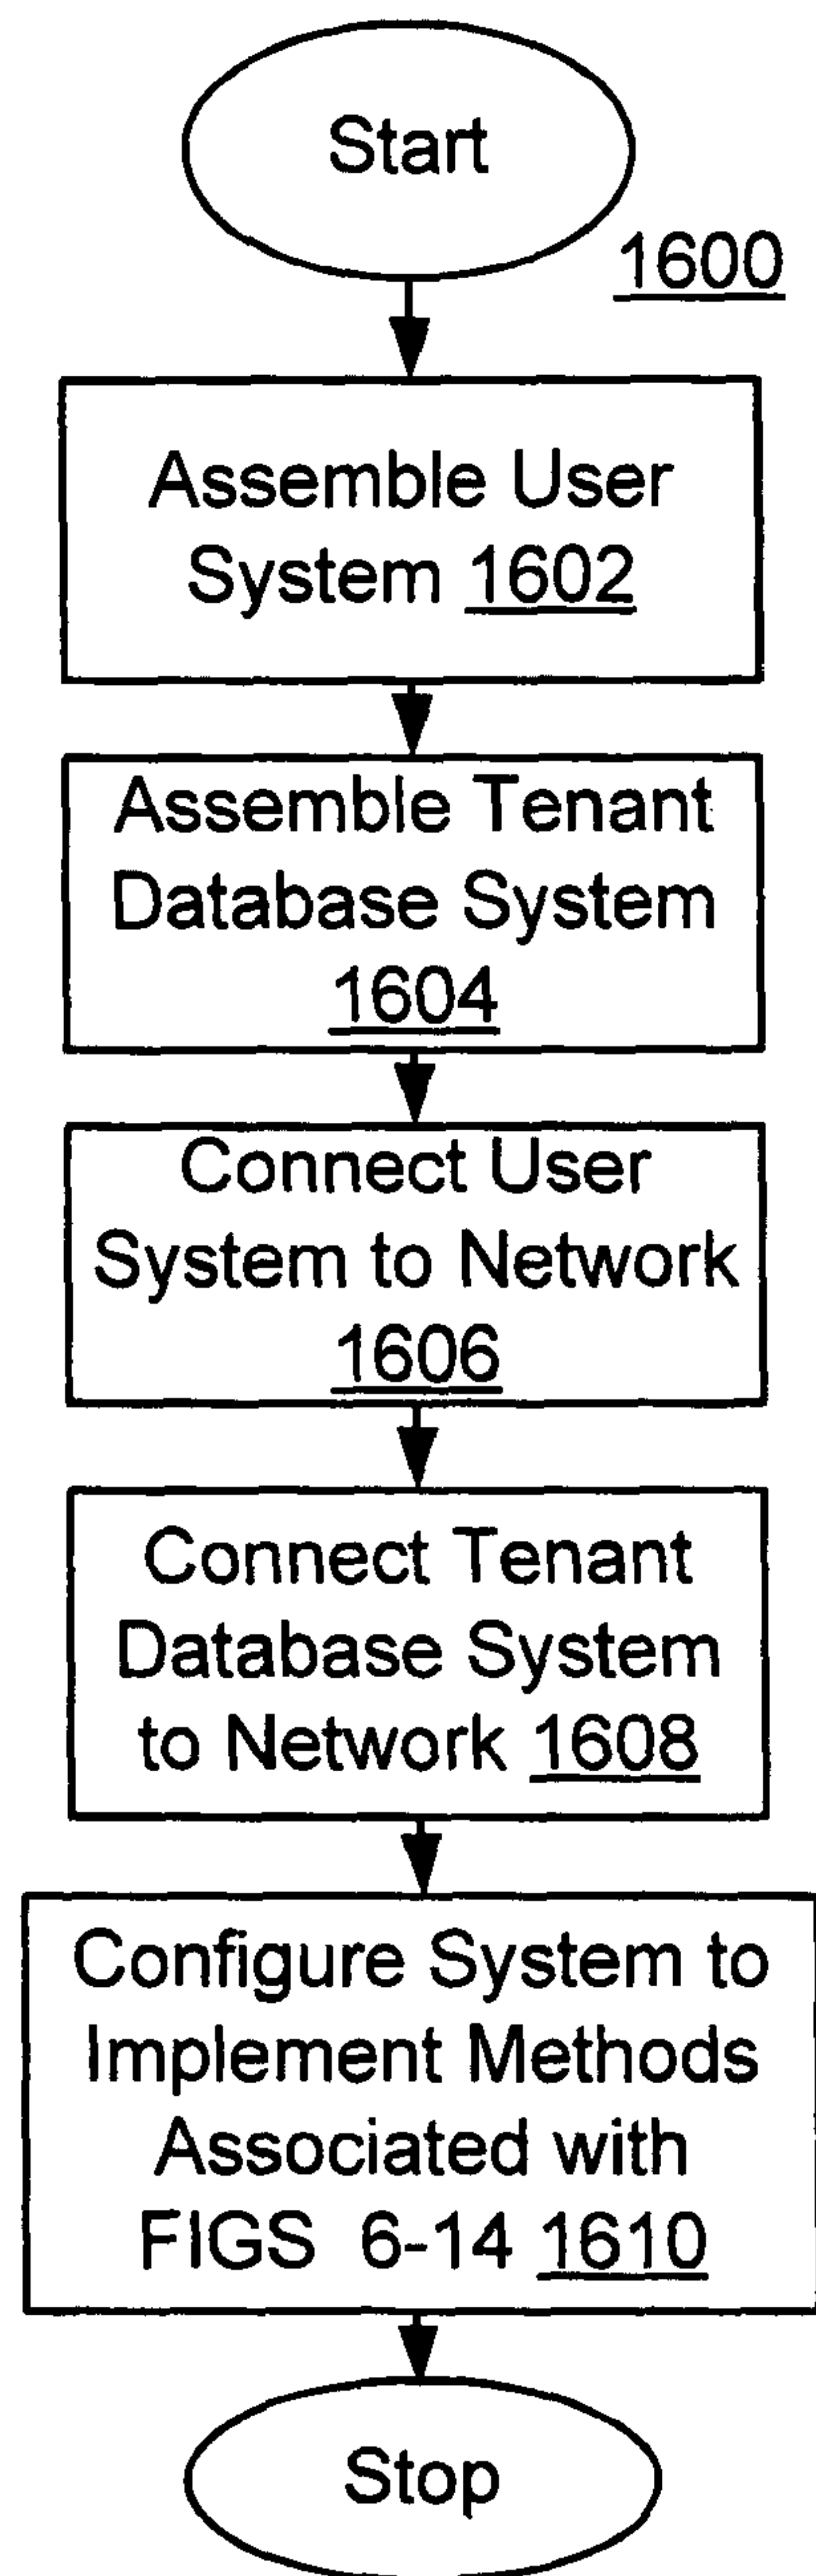 Start
1600
Assemble User
System 1602
Assemble Tenant
Database System
1604
Connect User
System to Network
1606
Connect Tenant
Database System
to Network 1608
Configure System to
Implement Methods
Associated with
FIGS 6-14 1610
Stop